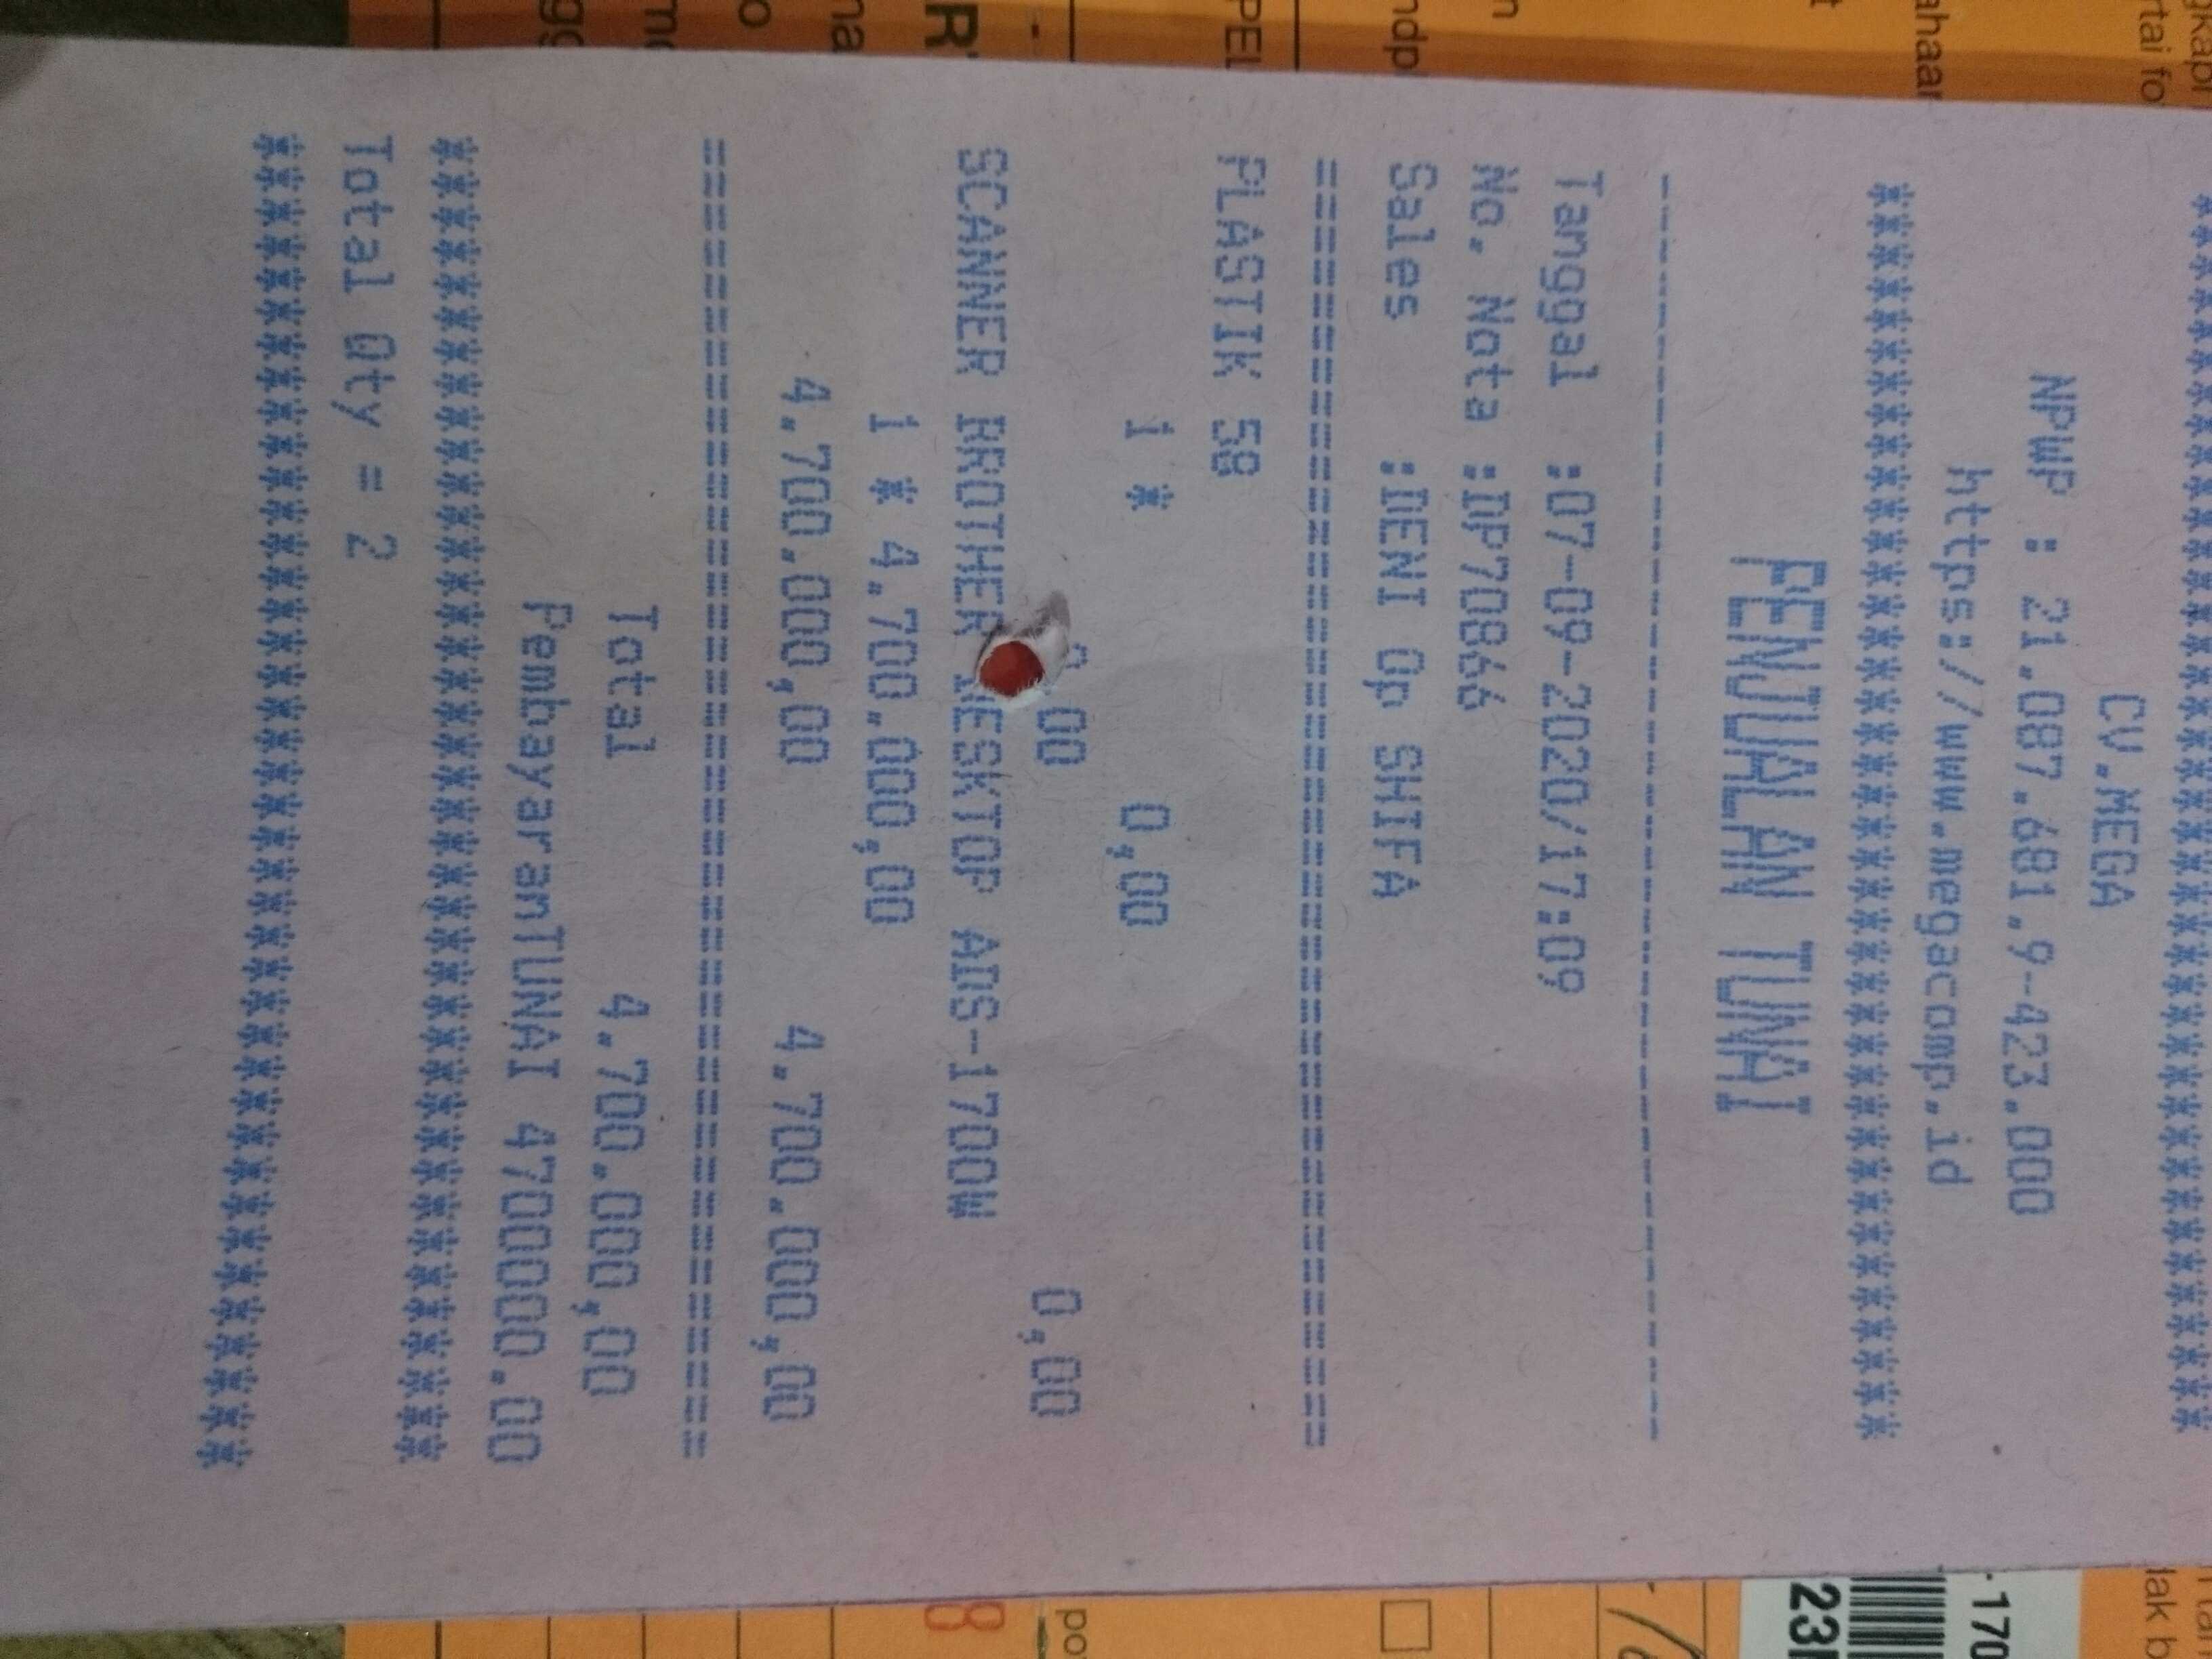 ********************************
CV.MEGA
NPWP : 21.087.681.9-423.000
https://www.megacomp.id
********************************
PENJUALAN TUNAI
--------------------------------
Tanggal :07-09-2020/17:09
No. Nota :IDP70866
Sales :DENI Op SHIFA
================================
PLASTIK 58
1 * 0,00
0,00 0,00
SCANNER BROTHER DESKTOP ADS-1700W
1 * 4.700.000,00
4.700.000,00 4.700.000,00
================================
Total 4.700.000,00
PembayaranTUNAI 4700000.00
********************************
Total Qty = 2
********************************